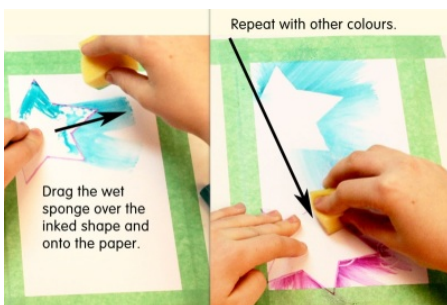 Drag the wet
sponge over the
inked shape and
onto the paper.
Repeat with other colours.